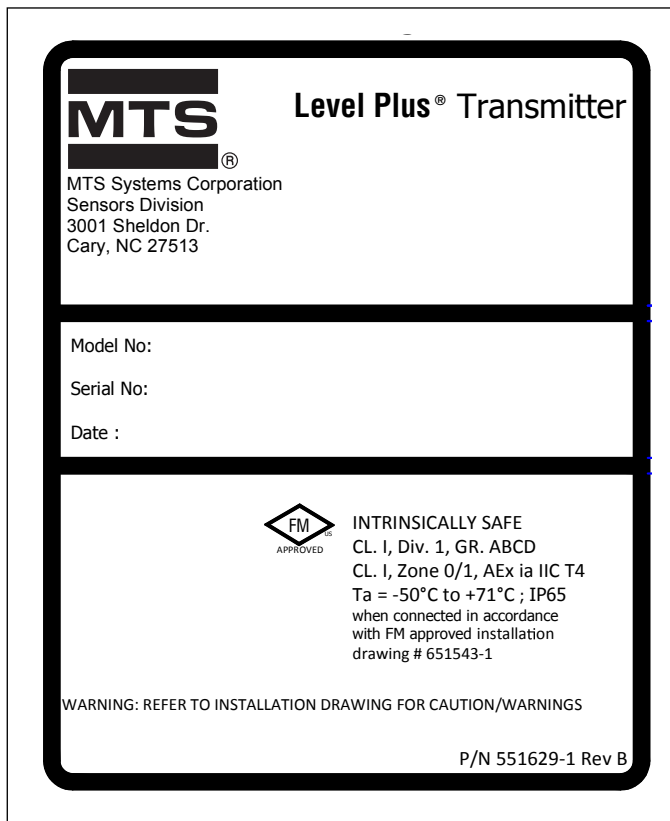 MTS
®
Level Plus® Transmitter
MTS Systems Corporation
Sensors Division
3001 Sheldon Dr.
Cary, NC 27513
Model No:
Serial No:
Date :
FM
us
APPROVED
INTRINSICALLY SAFE
CL. I, Div. 1, GR. ABCD
CL. I, Zone 0/1, AEx ia IIC T4
Ta = -50°C to +71°C ; IP65
when connected in accordance
with FM approved installation
drawing # 651543-1
WARNING: REFER TO INSTALLATION DRAWING FOR CAUTION/WARNINGS
P/N 551629-1 Rev B